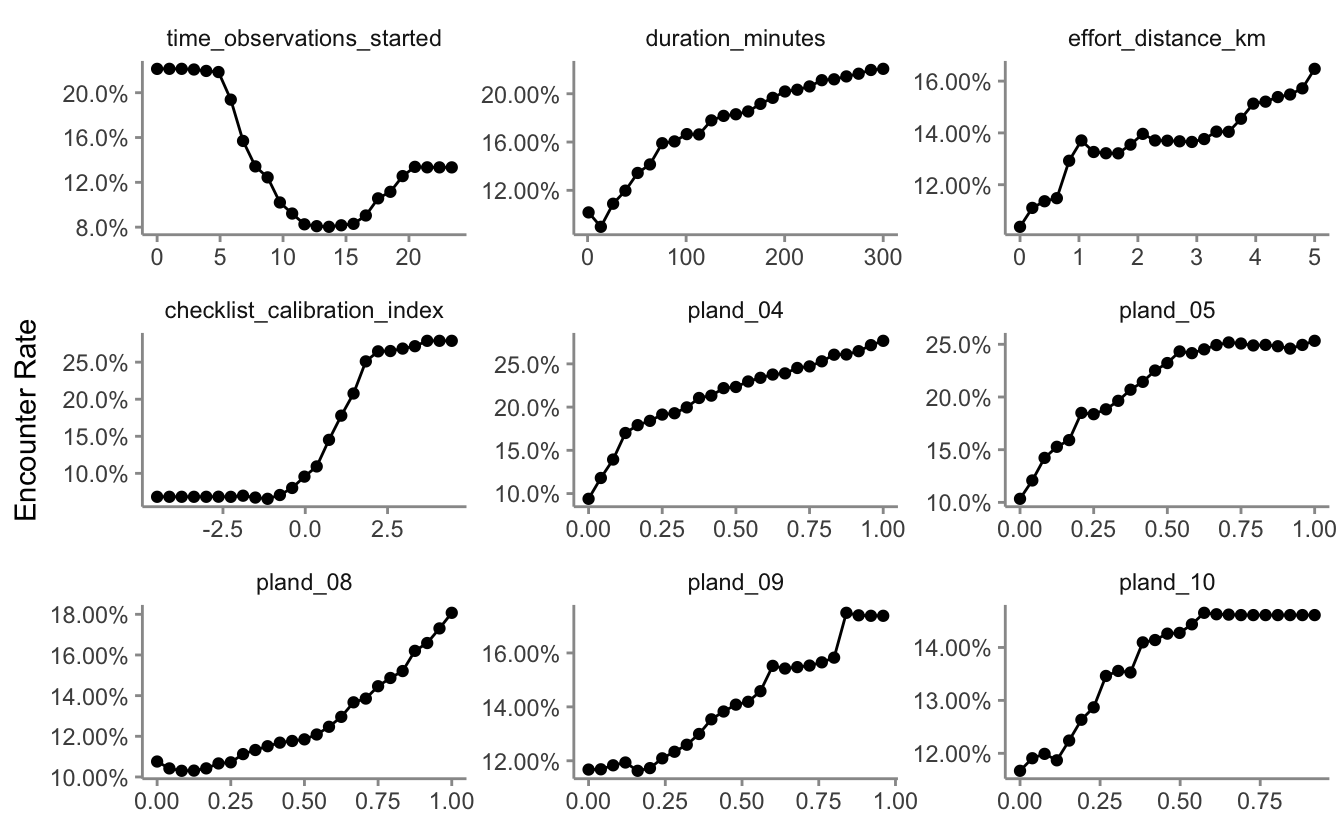 time_observations_started
duration_minutes
effort_distance_km
20.0%
16.0%
12.0%
8.0%
0 5 10 15 20
20.00%
16.00%
12.00%
0 100 200 300
16.00%
14.00%
12.00%
0 1 2 3 4 5
Encounter Rate
checklist_calibration_index
pland_04
pland_05
25.0%
20.0%
15.0%
10.0%
-2.5 0.0 2.5
25.0%
20.0%
15.0%
10.0%
0.00 0.25 0.50 0.75 1.00
25.0%
20.0%
15.0%
10.0%
0.00 0.25 0.50 0.75 1.00
pland_08
pland_09
pland_10
18.00%
16.00%
14.00%
12.00%
10.00%
0.00 0.25 0.50 0.75 1.00
16.00%
14.00%
12.00%
0.00 0.25 0.50 0.75 1.00
14.00%
13.00%
12.00%
0.00 0.25 0.50 0.75